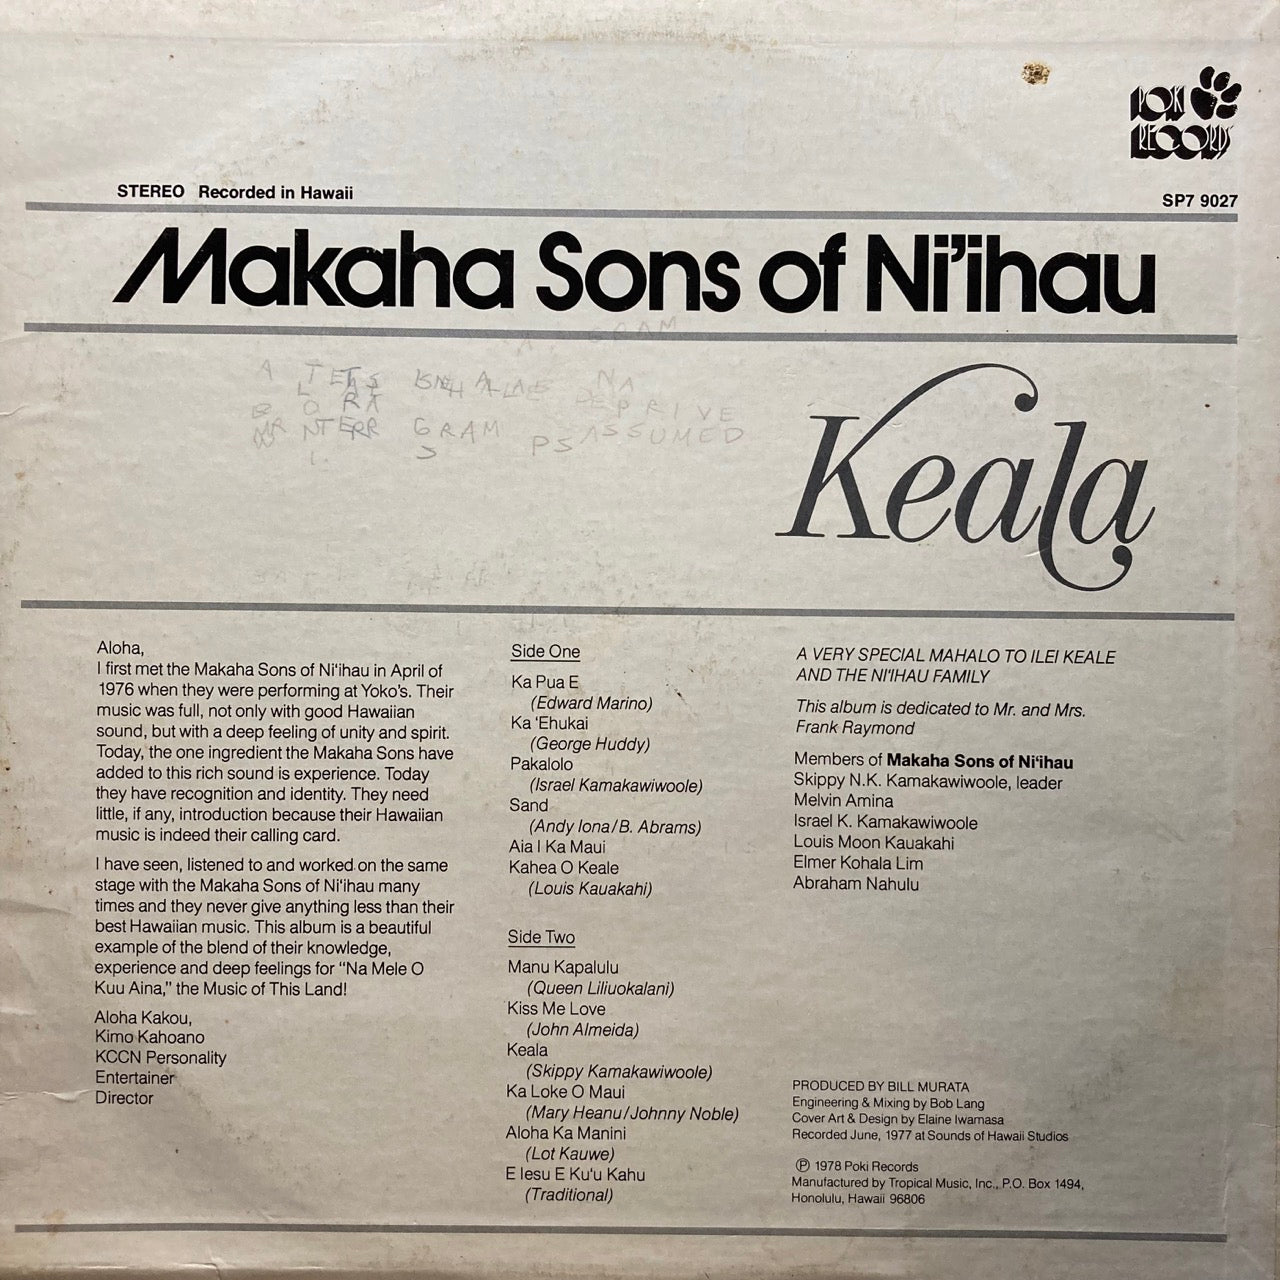 POKI
RECORDS
STEREO Recorded in Hawaii
SP7 9027
Makaha Sons of Ni'ihau
GRAM
NA
DEPRIVE
GRAM PS ASSUMED
Keala
Aloha,
I first met the Makaha Sons of Ni'ihau in April of
1976 when they were performing at Yoko's. Their
music was full, not only with good Hawaiian
sound, but with a deep feeling of unity and spirit.
Today, the one ingredient the Makaha Sons have
added to this rich sound is experience. Today
they have recognition and identity. They need
little, if any, introduction because their Hawaiian
music is indeed their calling card.
I have seen, listened to and worked on the same
stage with the Makaha Sons of Ni'ihau many
times and they never give anything less than their
best Hawaiian music. This album is a beautiful
example of the blend of their knowledge,
experience and deep feelings for “Na Mele O
Kuu Aina,” the Music of This Land!
Aloha Kakou,
Kimo Kahoano
KCCN Personality
Entertainer
Director
Side One
Ka Pua E
(Edward Marino)
Ka 'Ehukai
(George Huddy)
Pakalolo
(Israel Kamakawiwoole)
Sand
(Andy Iona/B. Abrams)
Aia I Ka Maui
Kahea O Keale
(Louis Kauakahi)
Side Two
Manu Kapalulu
(Queen Liliuokalani)
Kiss Me Love
(John Almeida)
Keala
(Skippy Kamakawiwoole)
Ka Loke O Maui
(Mary Heanu/Johnny Noble)
Aloha Ka Manini
(Lot Kauwe)
E Iesu E Ku'u Kahu
(Traditional)
A VERY SPECIAL MAHALO TO ILEI KEALE
AND THE NI'IHAU FAMILY
This album is dedicated to Mr. and Mrs.
Frank Raymond
Members of Makaha Sons of Ni'ihau
Skippy N.K. Kamakawiwoole, leader
Melvin Amina
Israel K. Kamakawiwoole
Louis Moon Kauakahi
Elmer Kohala Lim
Abraham Nahulu
PRODUCED BY BILL MURATA
Engineering & Mixing by Bob Lang
Cover Art & Design by Elaine Iwamasa
Recorded June, 1977 at Sounds of Hawaii Studios
℗ 1978 Poki Records
Manufactured by Tropical Music, Inc., P.O. Box 1494,
Honolulu, Hawaii 96806